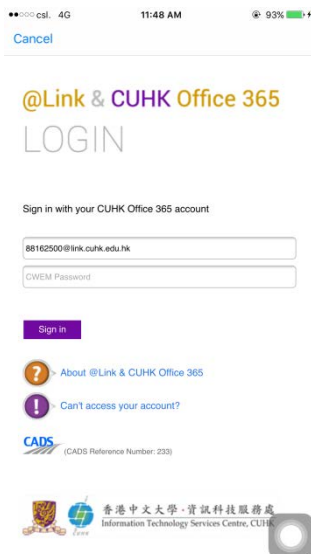 csl. 4G 11:48 AM 93%
Cancel
@Link & CUHK Office 365
LOGIN
Sign in with your CUHK Office 365 account
88162500@link.cuhk.edu.hk
CWEM Password
Sign in
? About @Link & CUHK Office 365
! Can't access your account?
CADS (CADS Reference Number: 233)
香港中文大學·資訊科技服務處
Information Technology Services Centre, CUHK